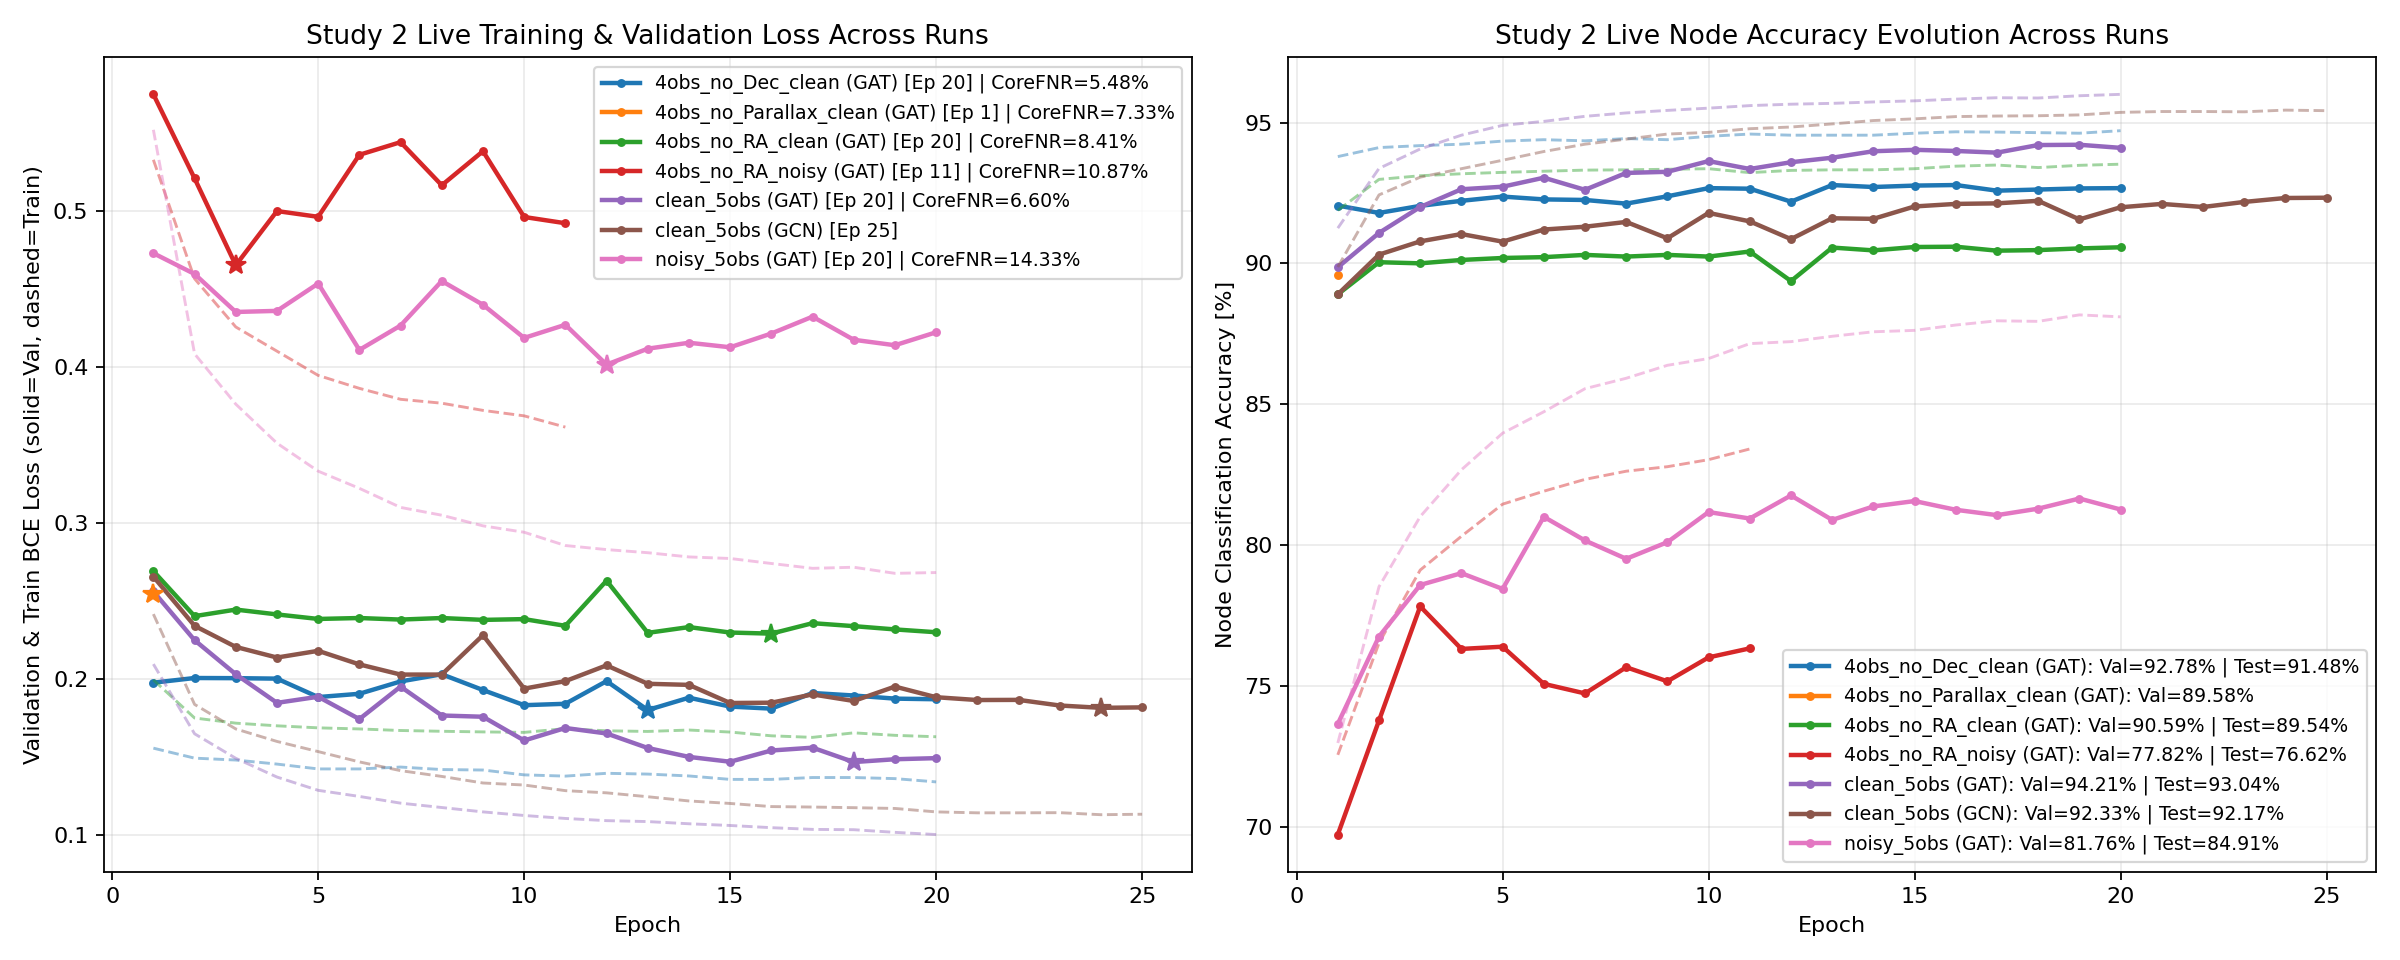 Study 2 Live Training & Validation Loss Across Runs
Validation & Train BCE Loss (solid=Val, dashed=Train)
0.5
0.4
0.3
0.2
0.1
4obs_no_Dec_clean (GAT) [Ep 20] | CoreFNR=5.48%
4obs_no_Parallax_clean (GAT) [Ep 1] | CoreFNR=7.33%
4obs_no_RA_clean (GAT) [Ep 20] | CoreFNR=8.41%
4obs_no_RA_noisy (GAT) [Ep 11] | CoreFNR=10.87%
clean_5obs (GAT) [Ep 20] | CoreFNR=6.60%
clean_5obs (GCN) [Ep 25]
noisy_5obs (GAT) [Ep 20] | CoreFNR=14.33%
0 5 10 15 20 25
Epoch
Study 2 Live Node Accuracy Evolution Across Runs
Node Classification Accuracy [%]
95
90
85
80
75
70
4obs_no_Dec_clean (GAT): Val=92.78% | Test=91.48%
4obs_no_Parallax_clean (GAT): Val=89.58%
4obs_no_RA_clean (GAT): Val=90.59% | Test=89.54%
4obs_no_RA_noisy (GAT): Val=77.82% | Test=76.62%
clean_5obs (GAT): Val=94.21% | Test=93.04%
clean_5obs (GCN): Val=92.33% | Test=92.17%
noisy_5obs (GAT): Val=81.76% | Test=84.91%
0 5 10 15 20 25
Epoch